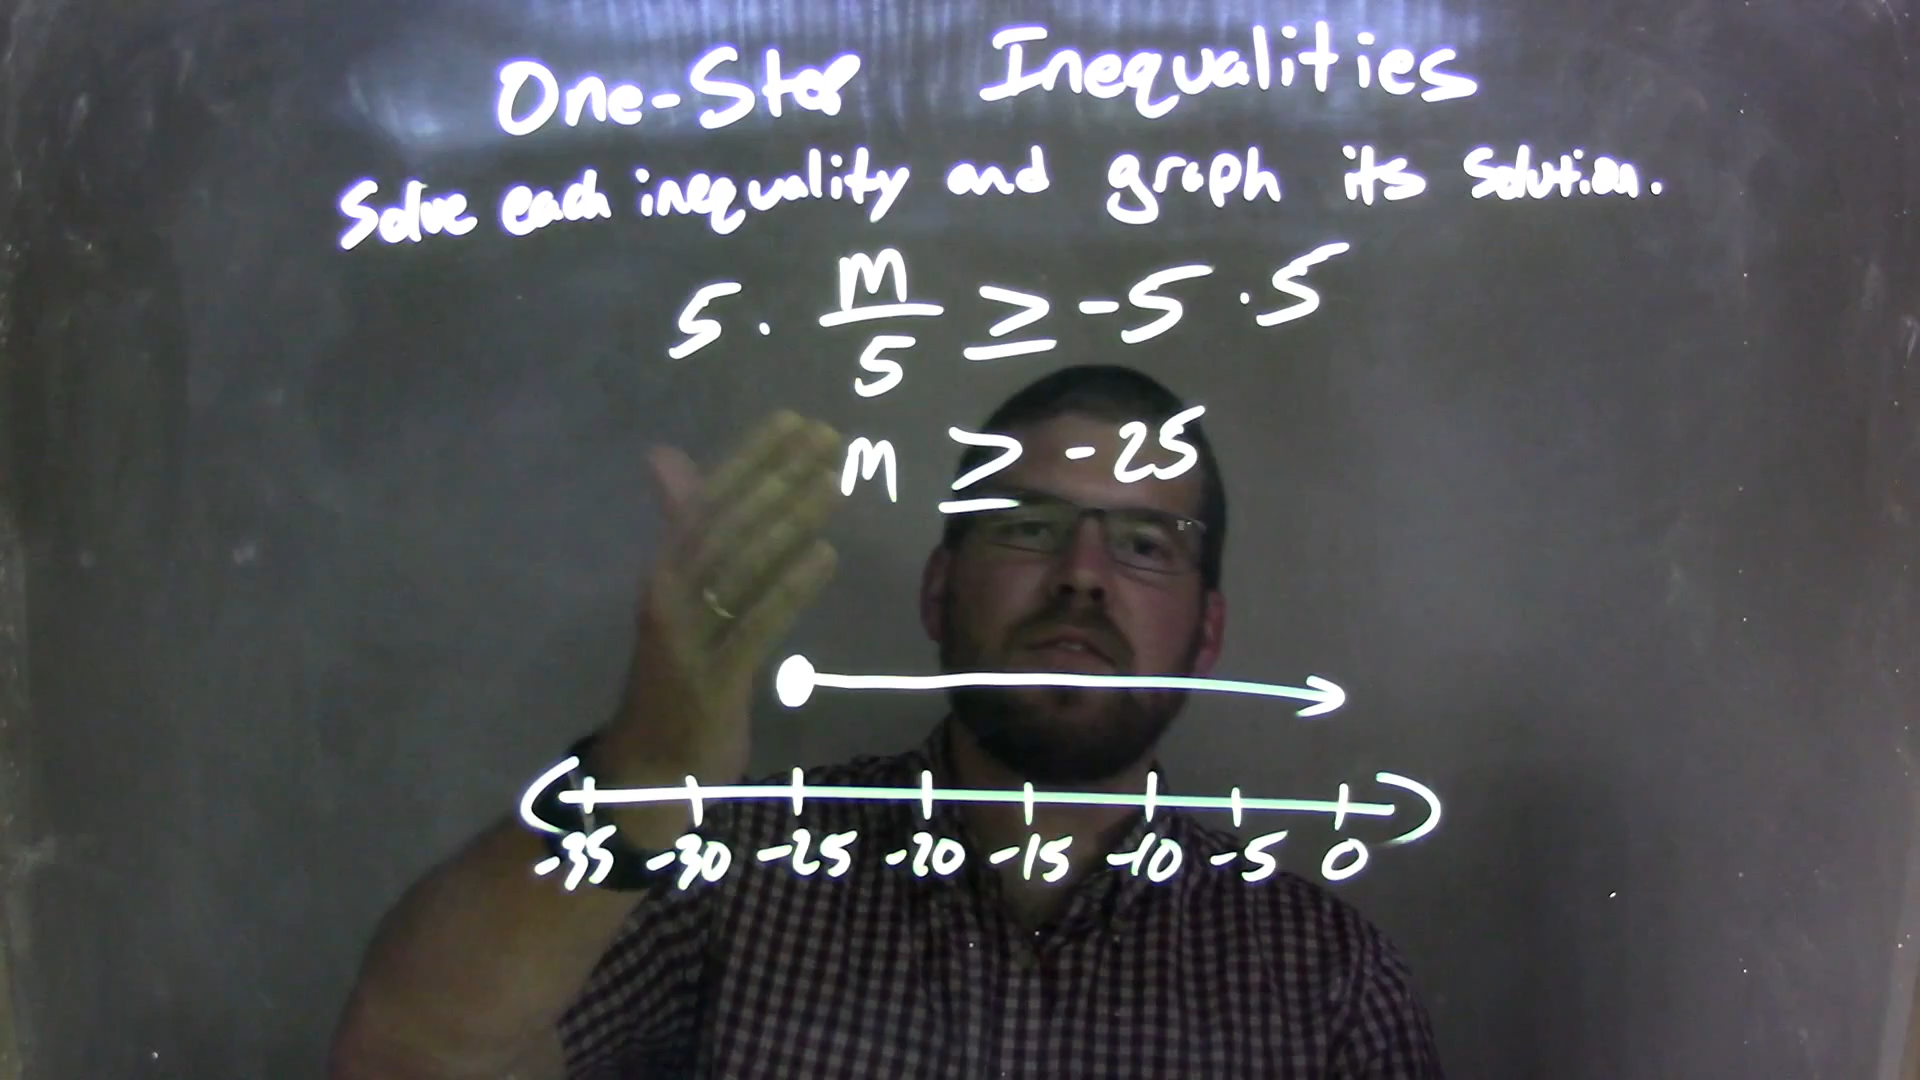 One-Step Inequalities
Solve each inequality and graph its solution.
5 · m/5 ≥ -5 · 5
m ≥ -25
-35 -30 -25 -20 -15 -10 -5 0